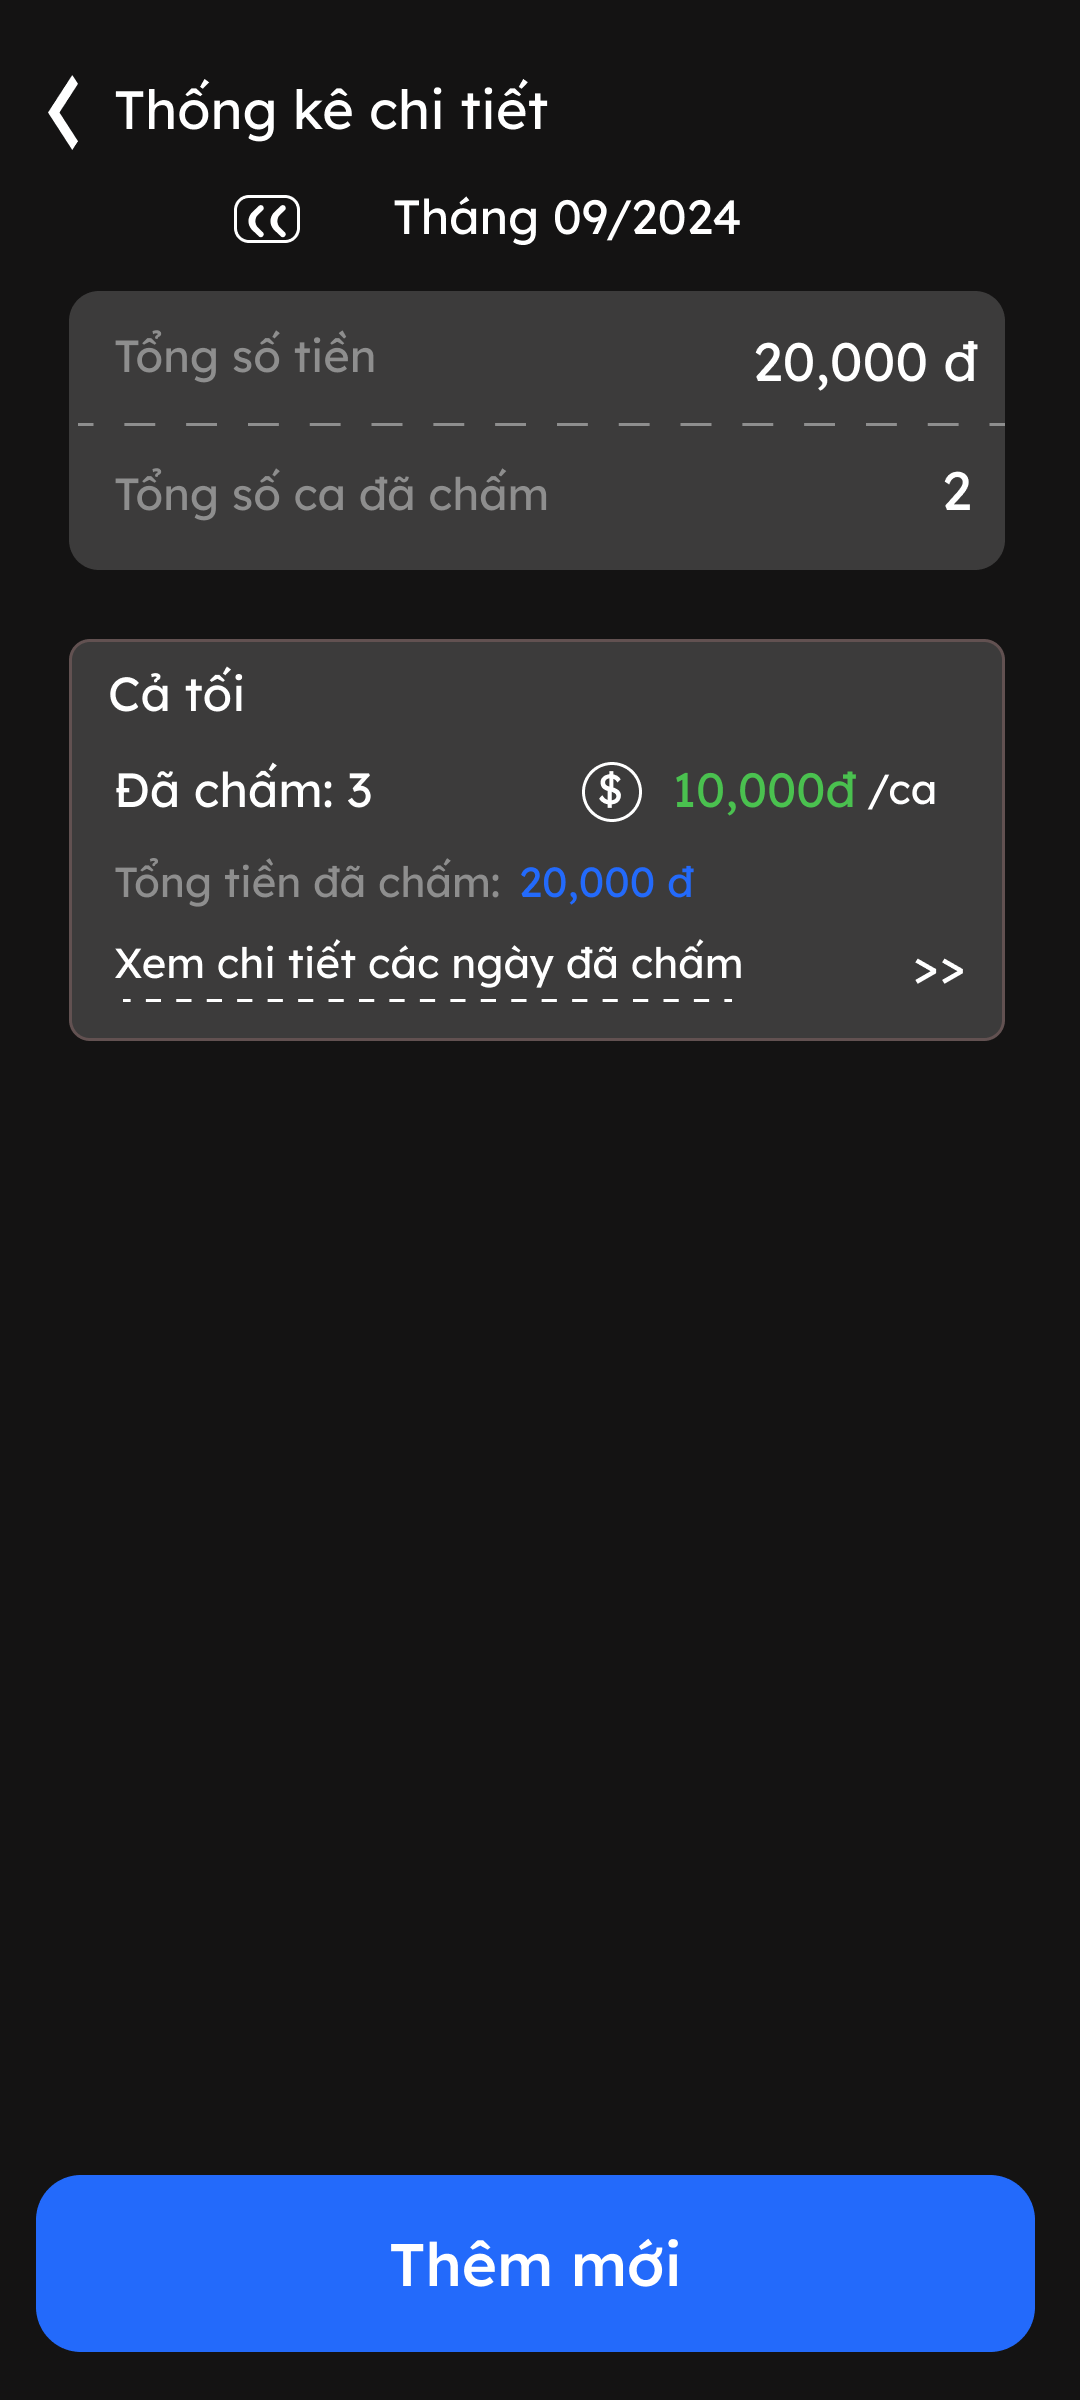 Thống kê chi tiết
Tháng 09/2024
Tổng số tiền 20,000 đ
Tổng số ca đã chấm 2
Cả tối
Đã chấm: 3 $ 10,000đ /ca
Tổng tiền đã chấm: 20,000 đ
Xem chi tiết các ngày đã chấm >>
Thêm mới